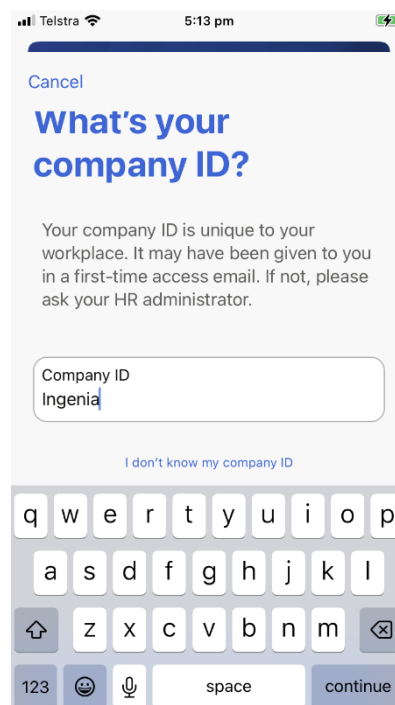 Telstra 5:13 pm
Cancel
What's your
company ID?
Your company ID is unique to your
workplace. It may have been given to you
in a first-time access email. If not, please
ask your HR administrator.
Company ID
Ingenia
I don't know my company ID
q w e r t y u i o p
a s d f g h j k l
z x c v b n m
123 space continue